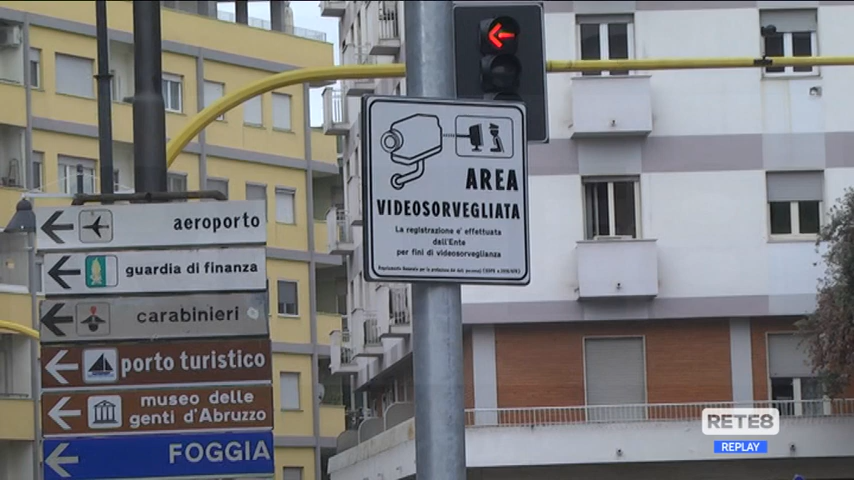 aeroporto
guardia di finanza
carabinieri
porto turistico
museo delle
genti d'Abruzzo
FOGGIA
AREA
VIDEOSORVEGLIATA
La registrazione è effettuata
dall'Ente
per fini di videosorveglianza
RETE8
REPLAY